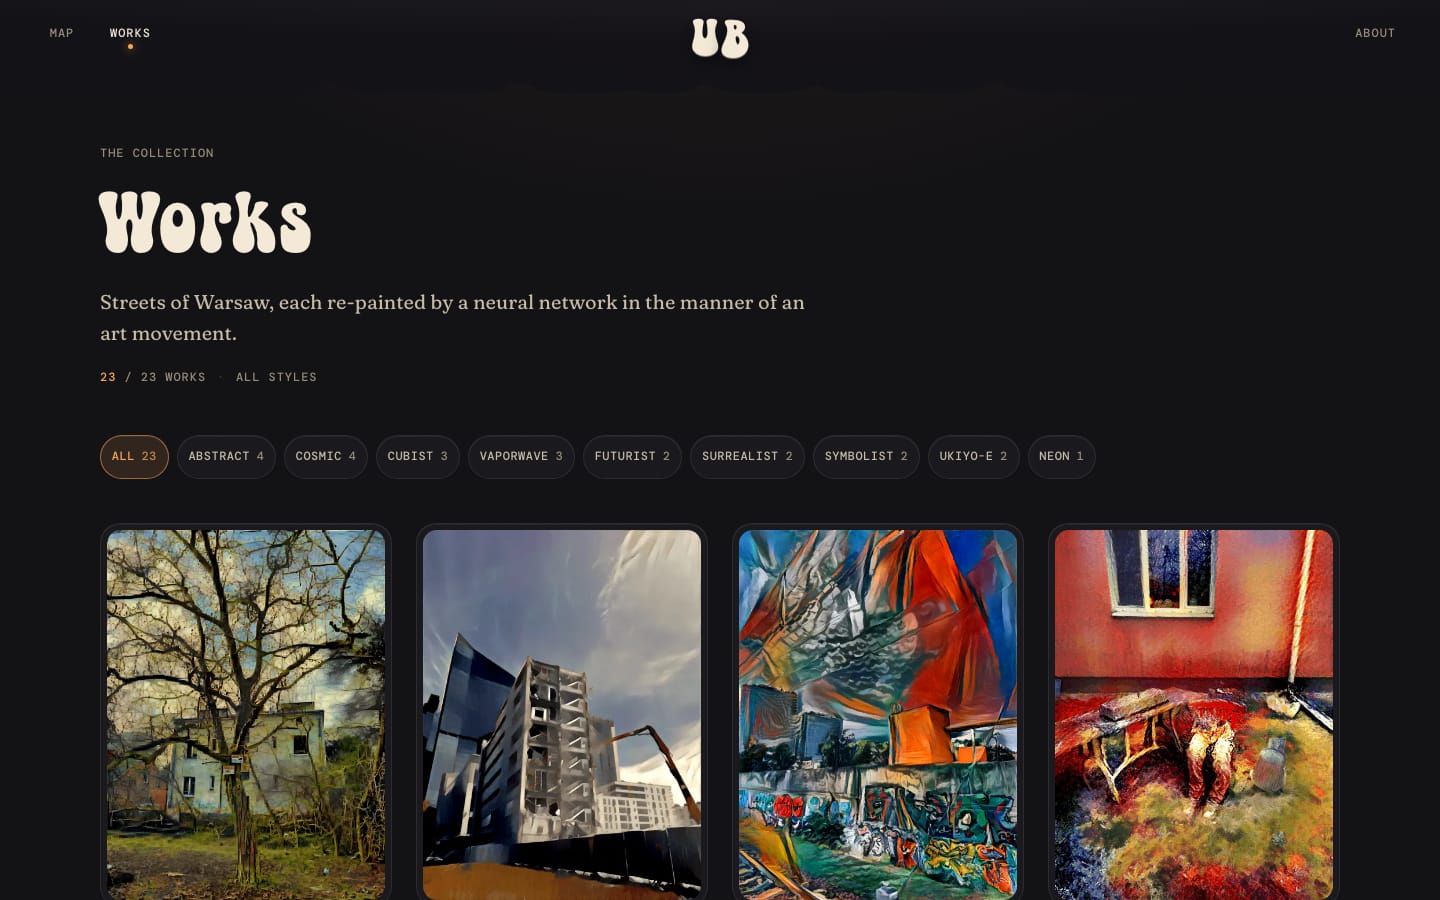 MAP
WORKS
UB
ABOUT
THE COLLECTION
Works
Streets of Warsaw, each re-painted by a neural network in the manner of an
art movement.
23 / 23 WORKS · ALL STYLES
ALL 23
ABSTRACT 4
COSMIC 4
CUBIST 3
VAPORWAVE 3
FUTURIST 2
SURREALIST 2
SYMBOLIST 2
UKIYO-E 2
NEON 1